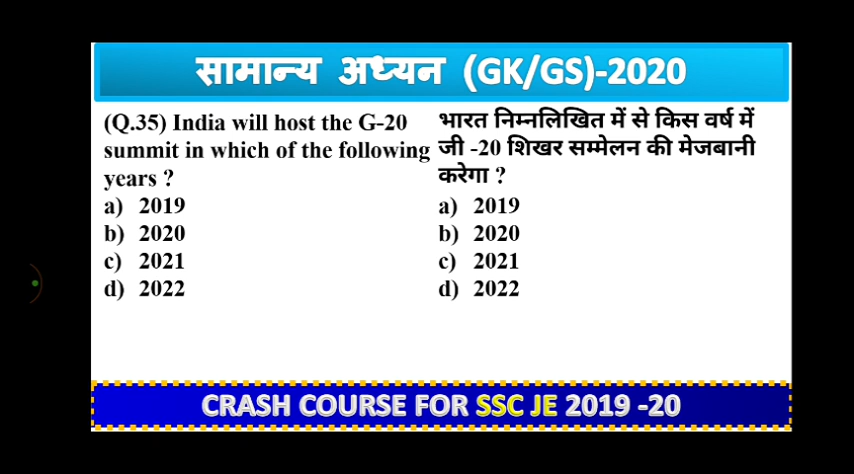 सामान्य अध्यन (GK/GS)-2020
(Q.35) India will host the G-20
summit in which of the following
years ?
a) 2019
b) 2020
c) 2021
d) 2022
भारत निम्नलिखित में से किस वर्ष में
जी -20 शिखर सम्मेलन की मेजबानी
करेगा ?
a) 2019
b) 2020
c) 2021
d) 2022
CRASH COURSE FOR SSC JE 2019 -20